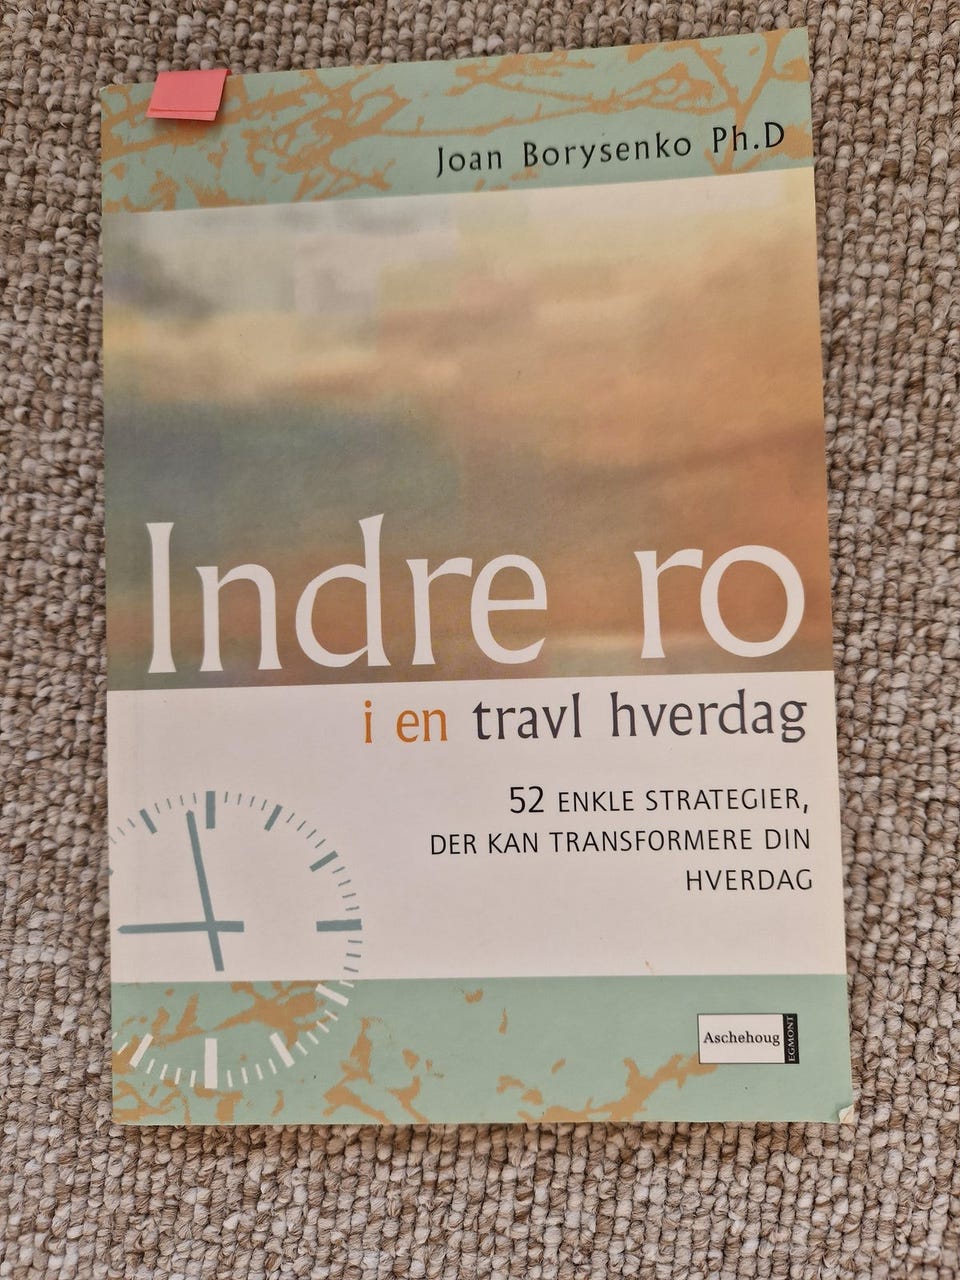 Joan Borysenko Ph.D
Indre ro
i en travl hverdag
52 ENKLE STRATEGIER,
DER KAN TRANSFORMERE DIN
HVERDAG
Aschehoug
EGMONT